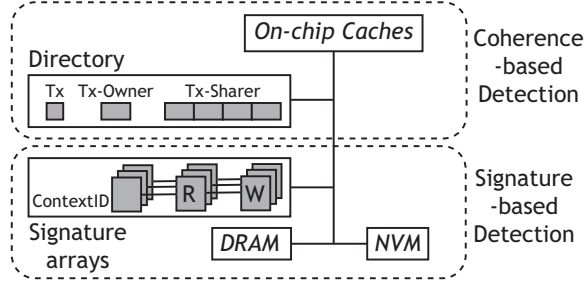 On-chip Caches
Directory
Tx Tx-Owner Tx-Sharer
Coherence
-based
Detection
ContextID
R W
Signature
arrays
DRAM NVM
Signature
-based
Detection